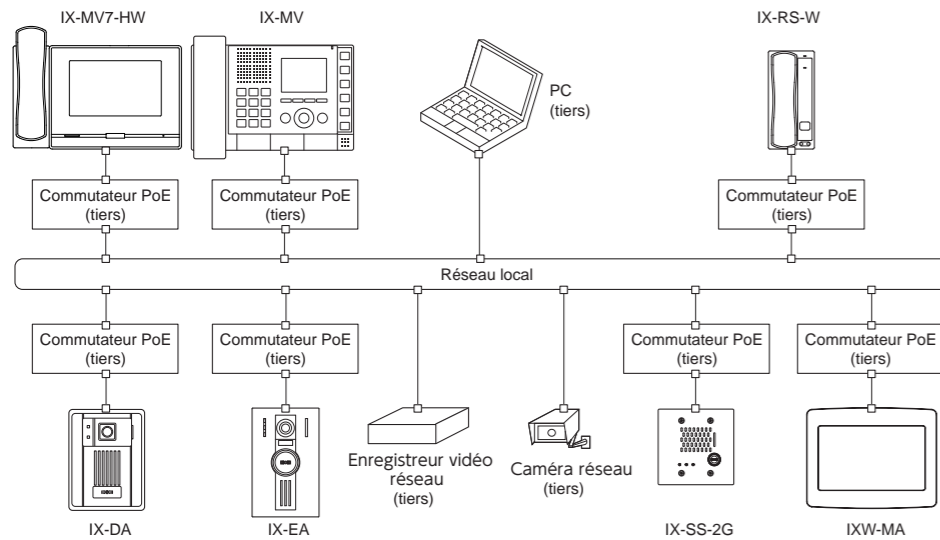 IX-MV7-HW
IX-MV
IX-RS-W
PC
(tiers)
Commutateur PoE
(tiers)
Commutateur PoE
(tiers)
Commutateur PoE
(tiers)
Réseau local
Commutateur PoE
(tiers)
Commutateur PoE
(tiers)
Commutateur PoE
(tiers)
Commutateur PoE
(tiers)
Enregistreur vidéo
réseau
(tiers)
Caméra réseau
(tiers)
IX-DA
IX-EA
IX-SS-2G
IXW-MA